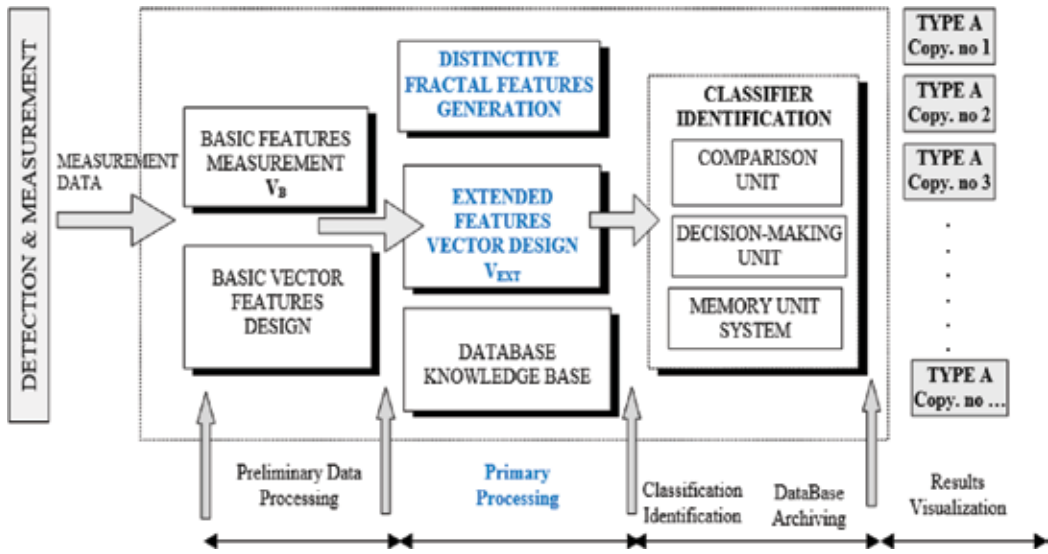 DETECTION & MEASUREMENT
MEASUREMENT
DATA
BASIC FEATURES
MEASUREMENT
V_B
BASIC VECTOR
FEATURES
DESIGN
DISTINCTIVE
FRACTAL FEATURES
GENERATION
EXTENDED
FEATURES
VECTOR DESIGN
V_EXT
DATABASE
KNOWLEDGE BASE
CLASSIFIER
IDENTIFICATION
COMPARISON
UNIT
DECISION-MAKING
UNIT
MEMORY UNIT
SYSTEM
TYPE A
Copy. no 1
TYPE A
Copy. no 2
TYPE A
Copy. no 3
.
.
.
.
.
.
.
TYPE A
Copy. no ...
Preliminary Data
Processing
Primary
Processing
Classification
Identification
DataBase
Archiving
Results
Visualization